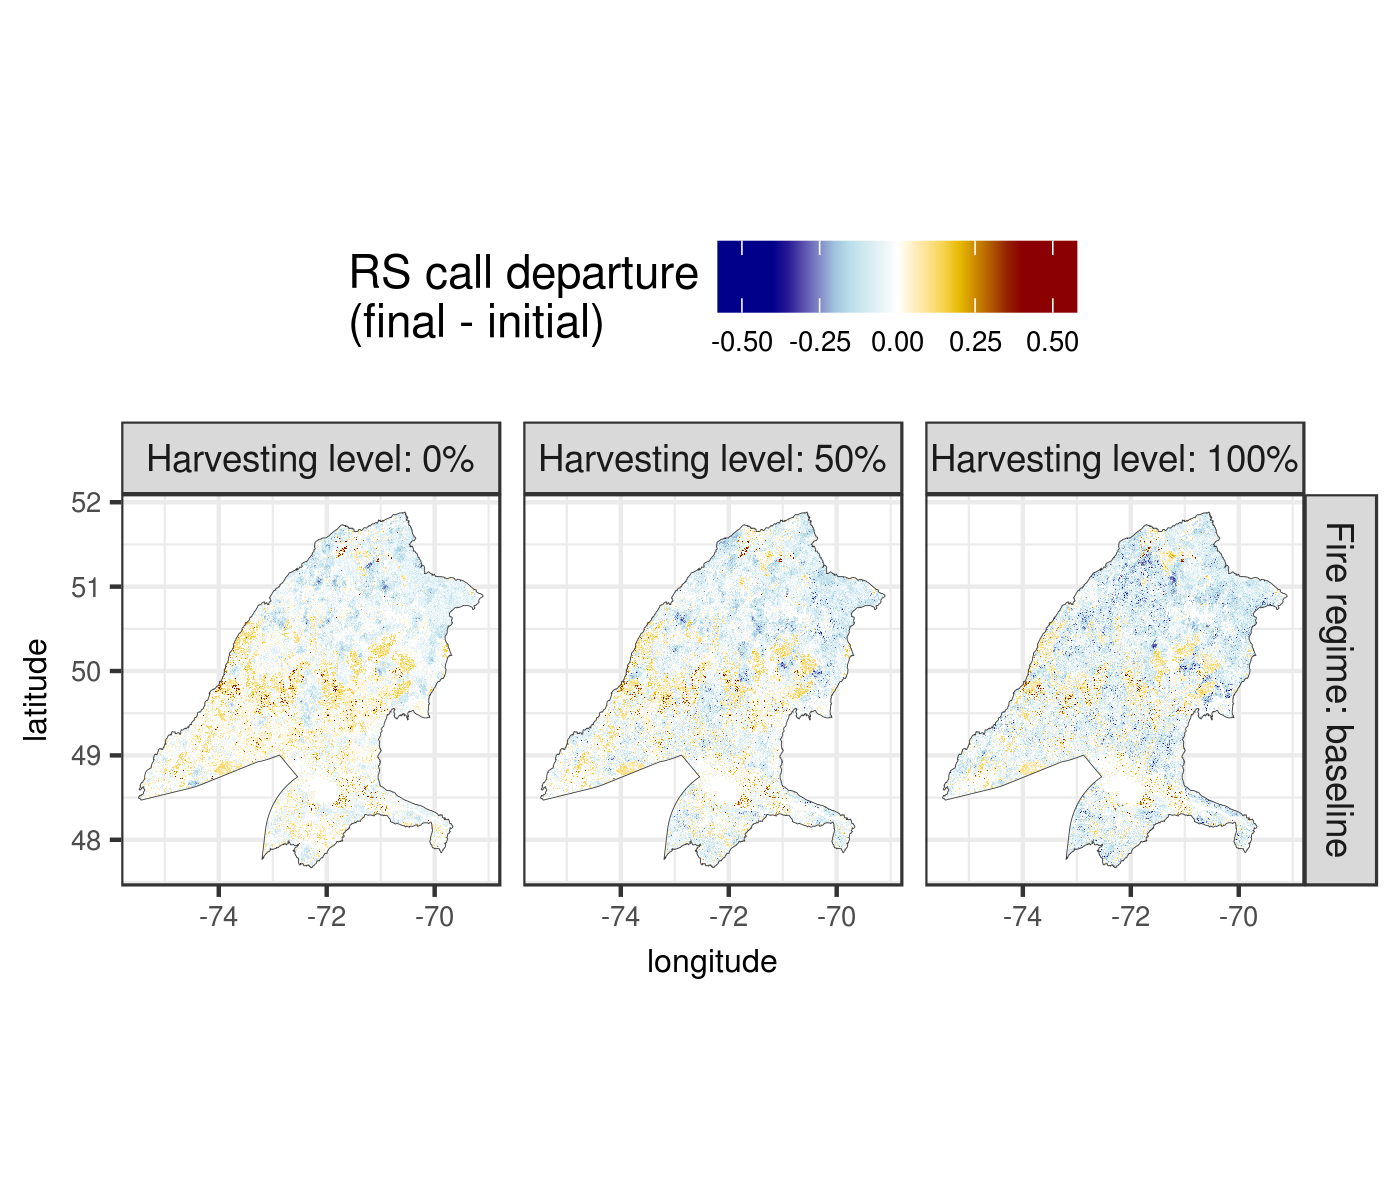 RS call departure
(final - initial)
-0.50 -0.25 0.00 0.25 0.50
Harvesting level: 0%
Harvesting level: 50%
Harvesting level: 100%
Fire regime: baseline
latitude
52
51
50
49
48
-74 -72 -70
-74 -72 -70
-74 -72 -70
longitude